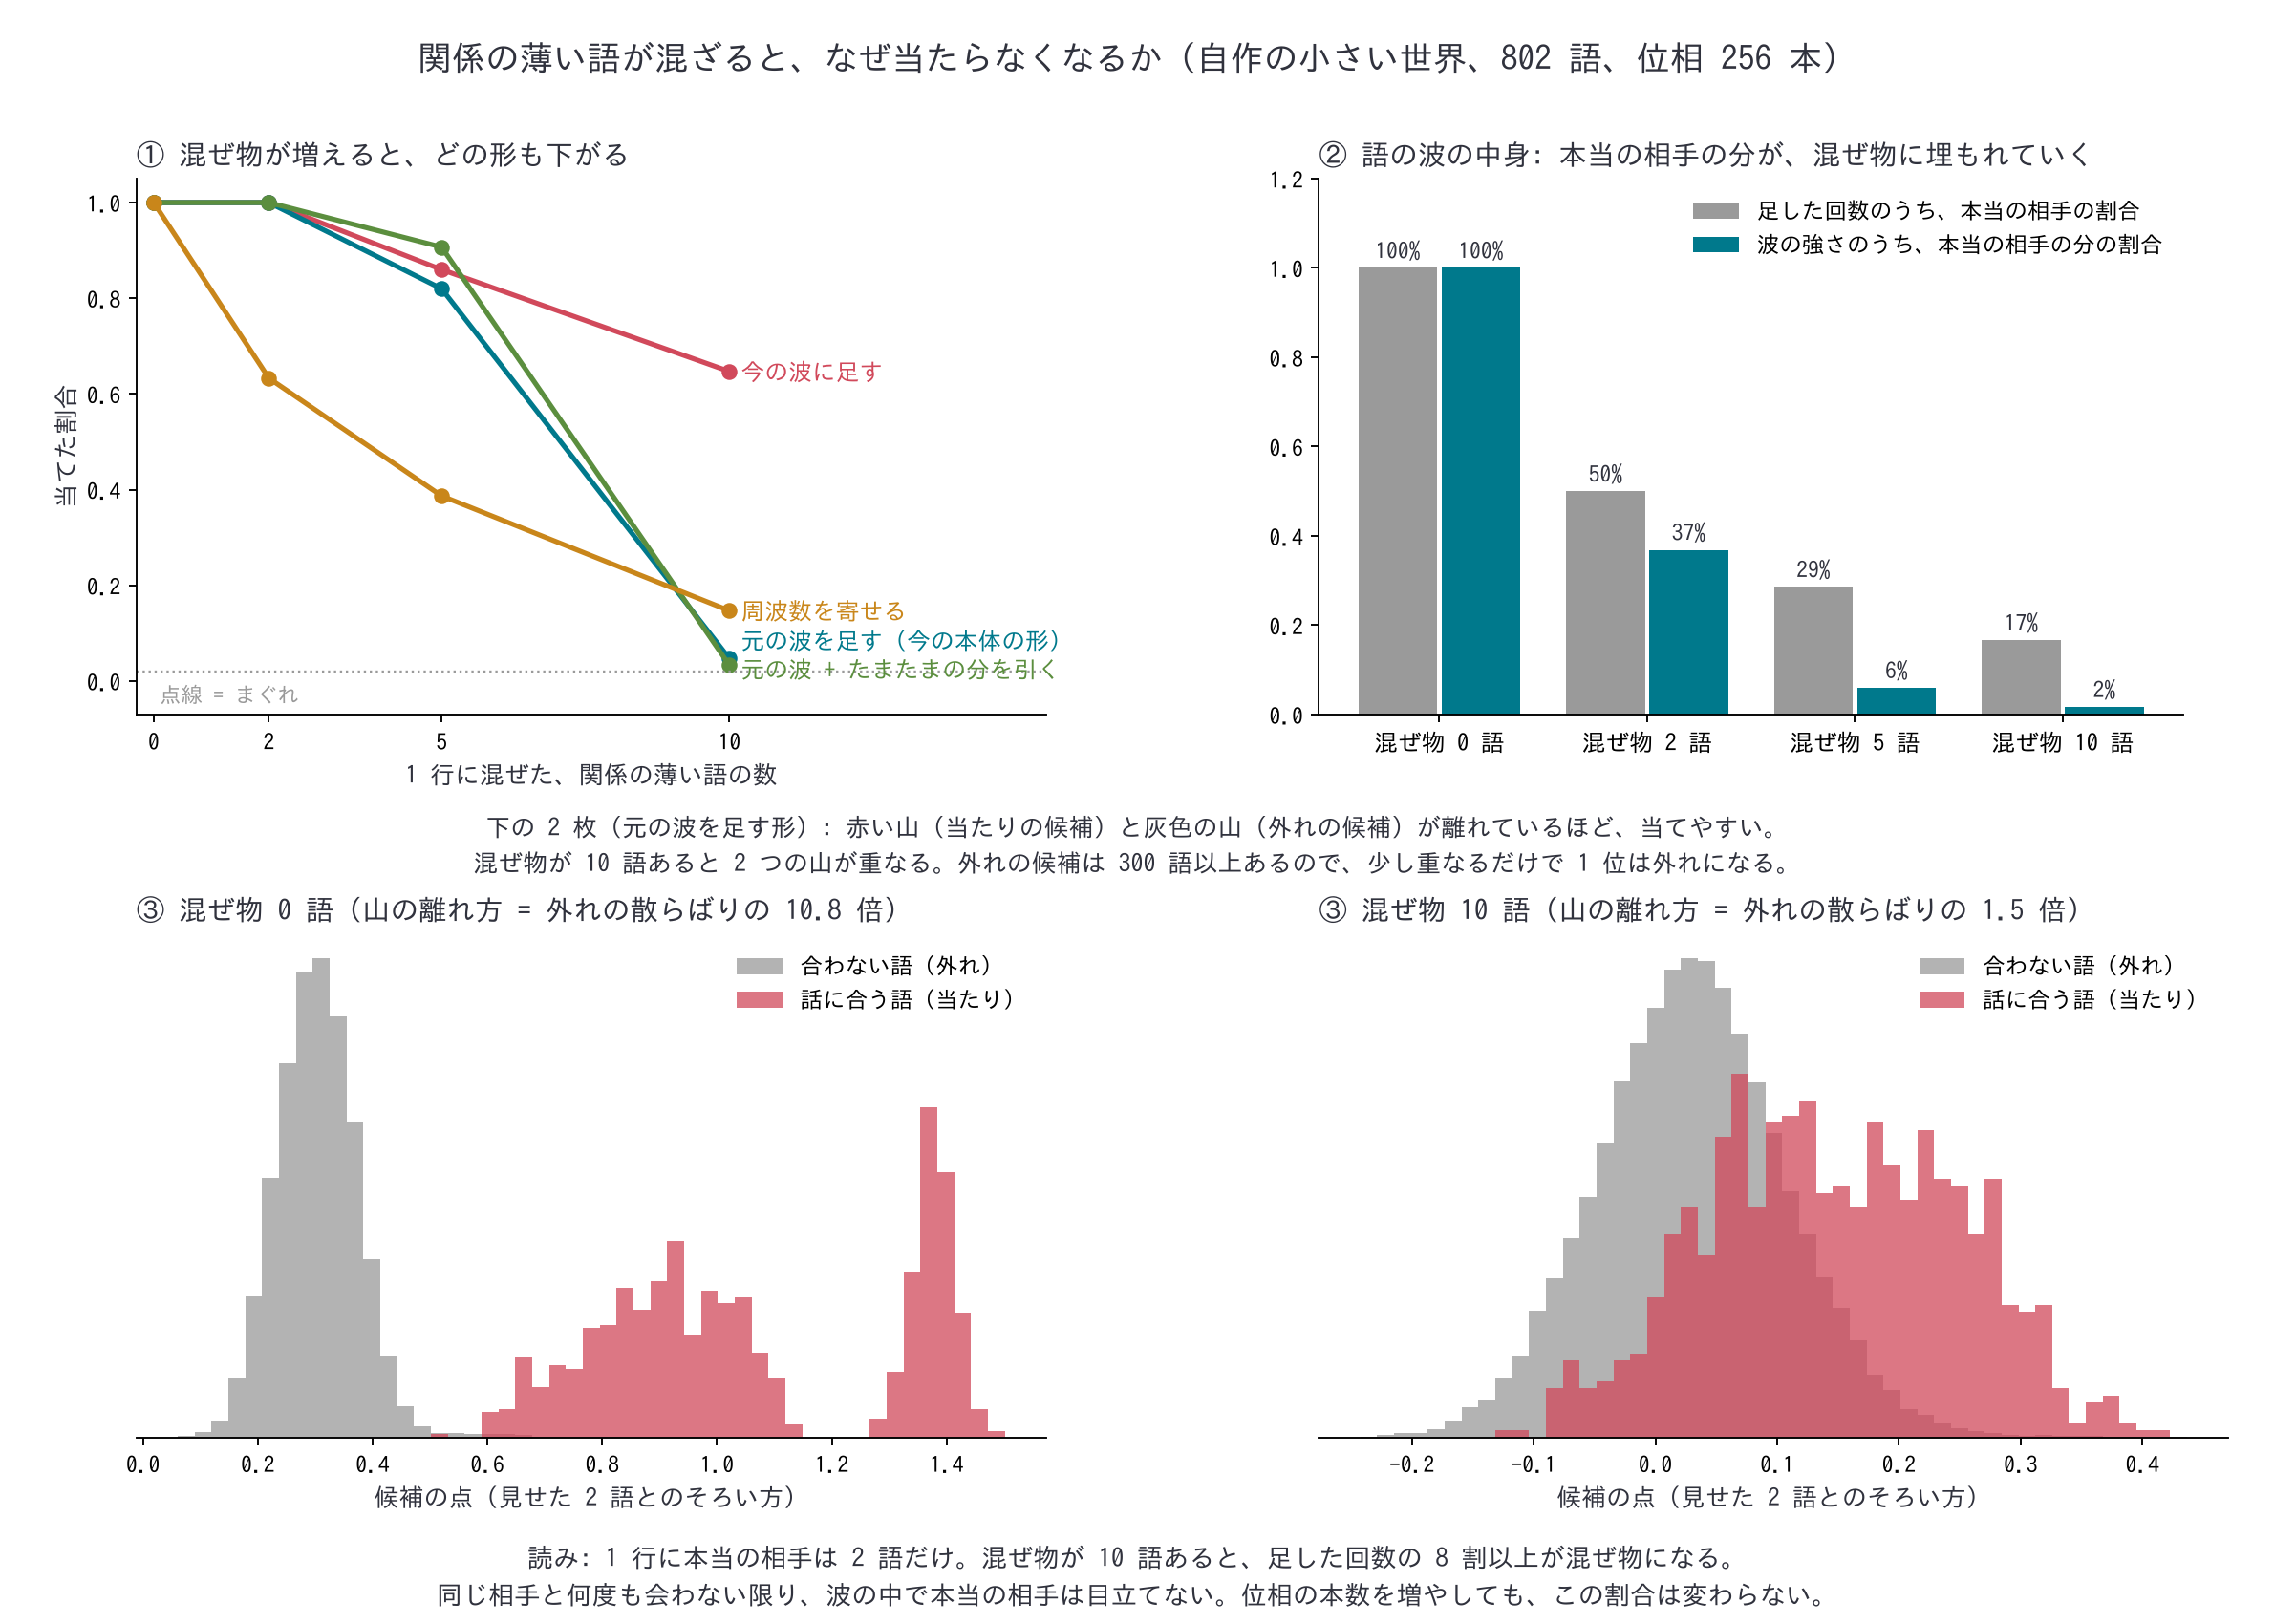 関係の薄い語が混ざると、なぜ当たらなくなるか（自作の小さい世界、802 語、位相 256 本）
① 混ぜ物が増えると、どの形も下がる
当てた割合
1.0
0.8
0.6
0.4
0.2
0.0
今の波に足す
周波数を寄せる
元の波を足す（今の本体の形）
元の波 + たまたまの分を引く
点線 = まぐれ
0 2 5 10
1 行に混ぜた、関係の薄い語の数
② 語の波の中身: 本当の相手の分が、混ぜ物に埋もれていく
1.2
1.0
0.8
0.6
0.4
0.2
0.0
足した回数のうち、本当の相手の割合
波の強さのうち、本当の相手の分の割合
100% 100%
50% 37%
29% 6%
17% 2%
混ぜ物 0 語 混ぜ物 2 語 混ぜ物 5 語 混ぜ物 10 語
下の 2 枚（元の波を足す形）: 赤い山（当たりの候補）と灰色の山（外れの候補）が離れているほど、当てやすい。
混ぜ物が 10 語あると 2 つの山が重なる。外れの候補は 300 語以上あるので、少し重なるだけで 1 位は外れになる。
③ 混ぜ物 0 語（山の離れ方 = 外れの散らばりの 10.8 倍）
合わない語（外れ）
話に合う語（当たり）
0.0 0.2 0.4 0.6 0.8 1.0 1.2 1.4
候補の点（見せた 2 語とのそろい方）
③ 混ぜ物 10 語（山の離れ方 = 外れの散らばりの 1.5 倍）
合わない語（外れ）
話に合う語（当たり）
-0.2 -0.1 0.0 0.1 0.2 0.3 0.4
候補の点（見せた 2 語とのそろい方）
読み: 1 行に本当の相手は 2 語だけ。混ぜ物が 10 語あると、足した回数の 8 割以上が混ぜ物になる。
同じ相手と何度も会わない限り、波の中で本当の相手は目立てない。位相の本数を増やしても、この割合は変わらない。